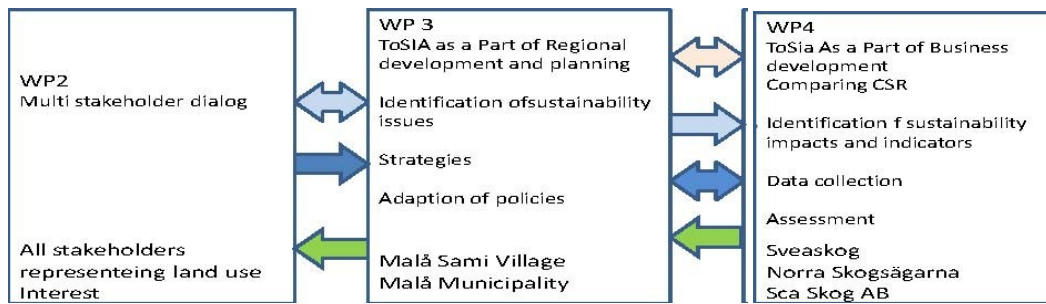 WP2
Multi stakeholder dialog
All stakeholders
representeing land use
Interest
WP 3
ToSIA as a Part of Regional
development and planning
Identification ofsustainability
issues
Strategies
Adaption of policies
Malå Sami Village
Malå Municipality
WP4
ToSia As a Part of Business
development
Comparing CSR
Identification f sustainability
impacts and indicators
Data collection
Assessment
Sveaskog
Norra Skogsägarna
Sca Skog AB